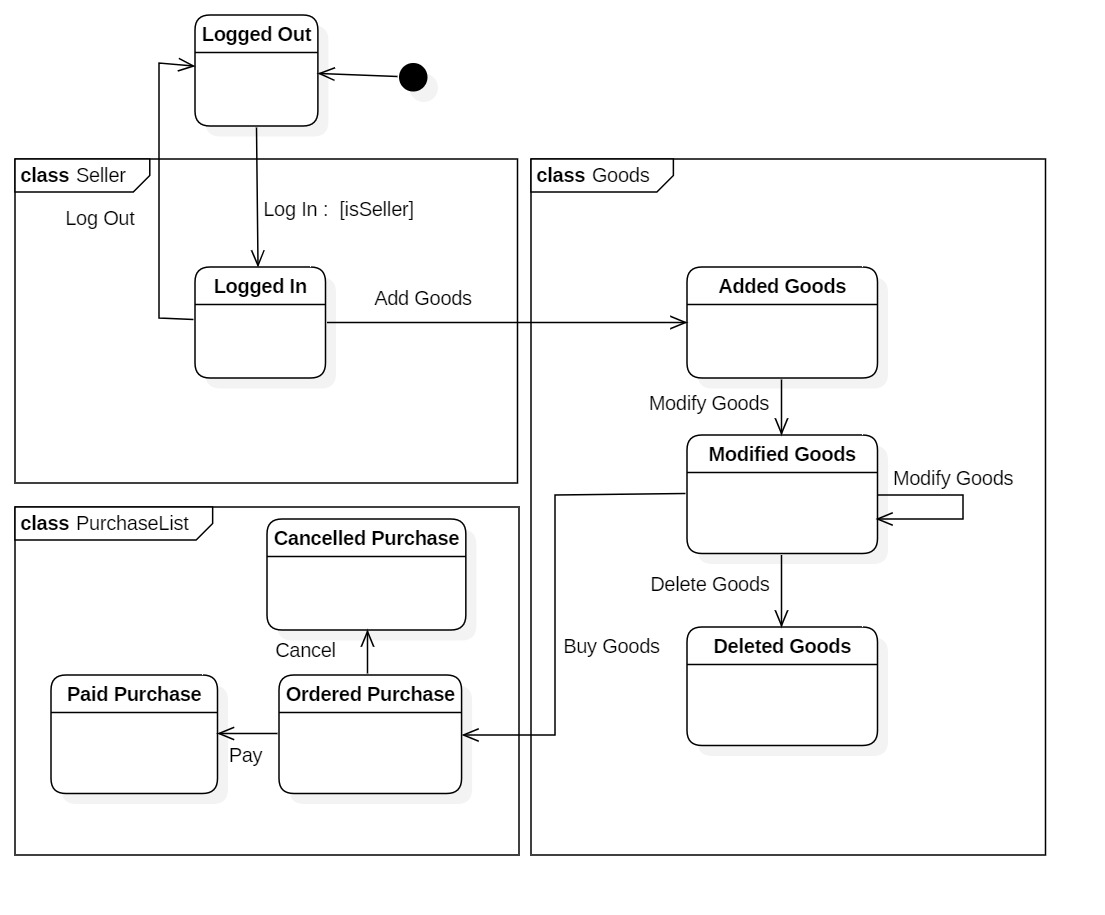 Logged Out
class Seller
class Goods
Log Out
Log In :  [isSeller]
Logged In
Add Goods
Added Goods
Modify Goods
Modified Goods
Modify Goods
class PurchaseList
Cancelled Purchase
Delete Goods
Cancel
Buy Goods
Deleted Goods
Paid Purchase
Ordered Purchase
Pay